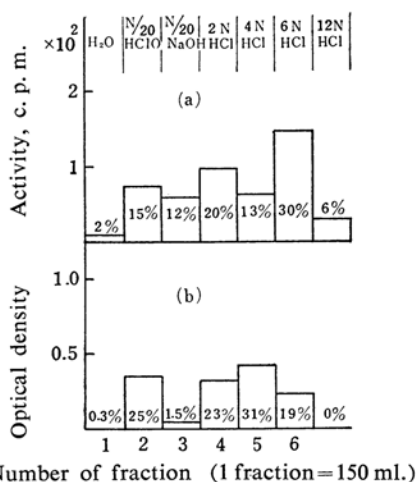 ×10²
H₂O
N/20 HClO
N/20 NaOH
2 N HCl
4 N HCl
6 N HCl
12N HCl
Activity, c. p. m.
2
1
(a)
2%
15%
12%
20%
13%
30%
6%
Optical density
1.0
0.5
(b)
0.3%
25%
1.5%
23%
31%
19%
0%
1 2 3 4 5 6
Number of fraction (1 fraction=150 ml.)